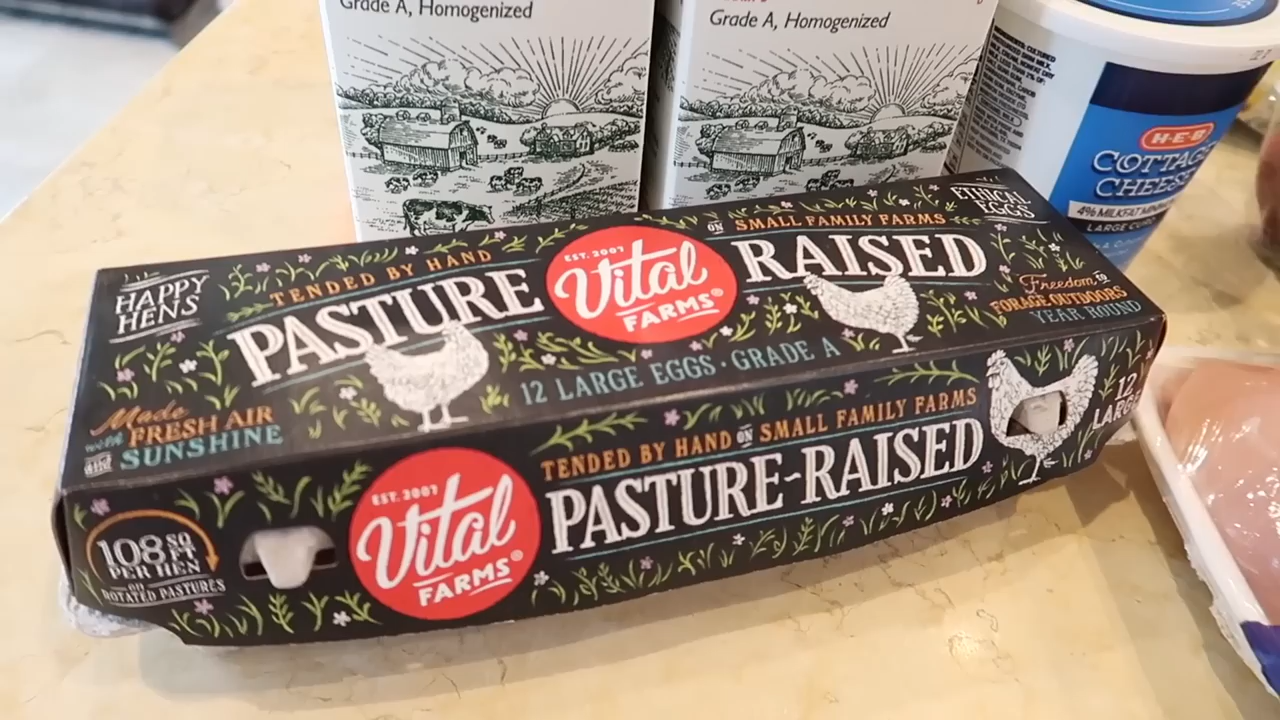 Grade A, Homogenized
Grade A, Homogenized
H-E-B
COTTAGE
CHEESE
4% MILKFAT MINIMUM
LARGE CURD
HAPPY
HENS
TENDED BY HAND
ON SMALL FAMILY FARMS
ETHICAL
EGGS
PASTURE
EST. 2007
Vital
FARMS®
RAISED
Freedom TO
FORAGE OUTDOORS
YEAR ROUND
12 LARGE EGGS · GRADE A
Made
with FRESH AIR
and SUNSHINE
108 SQ FT
PER HEN
ON
ROTATED PASTURES
EST. 2007
Vital
FARMS®
TENDED BY HAND ON SMALL FAMILY FARMS
PASTURE-RAISED
12
LARGE